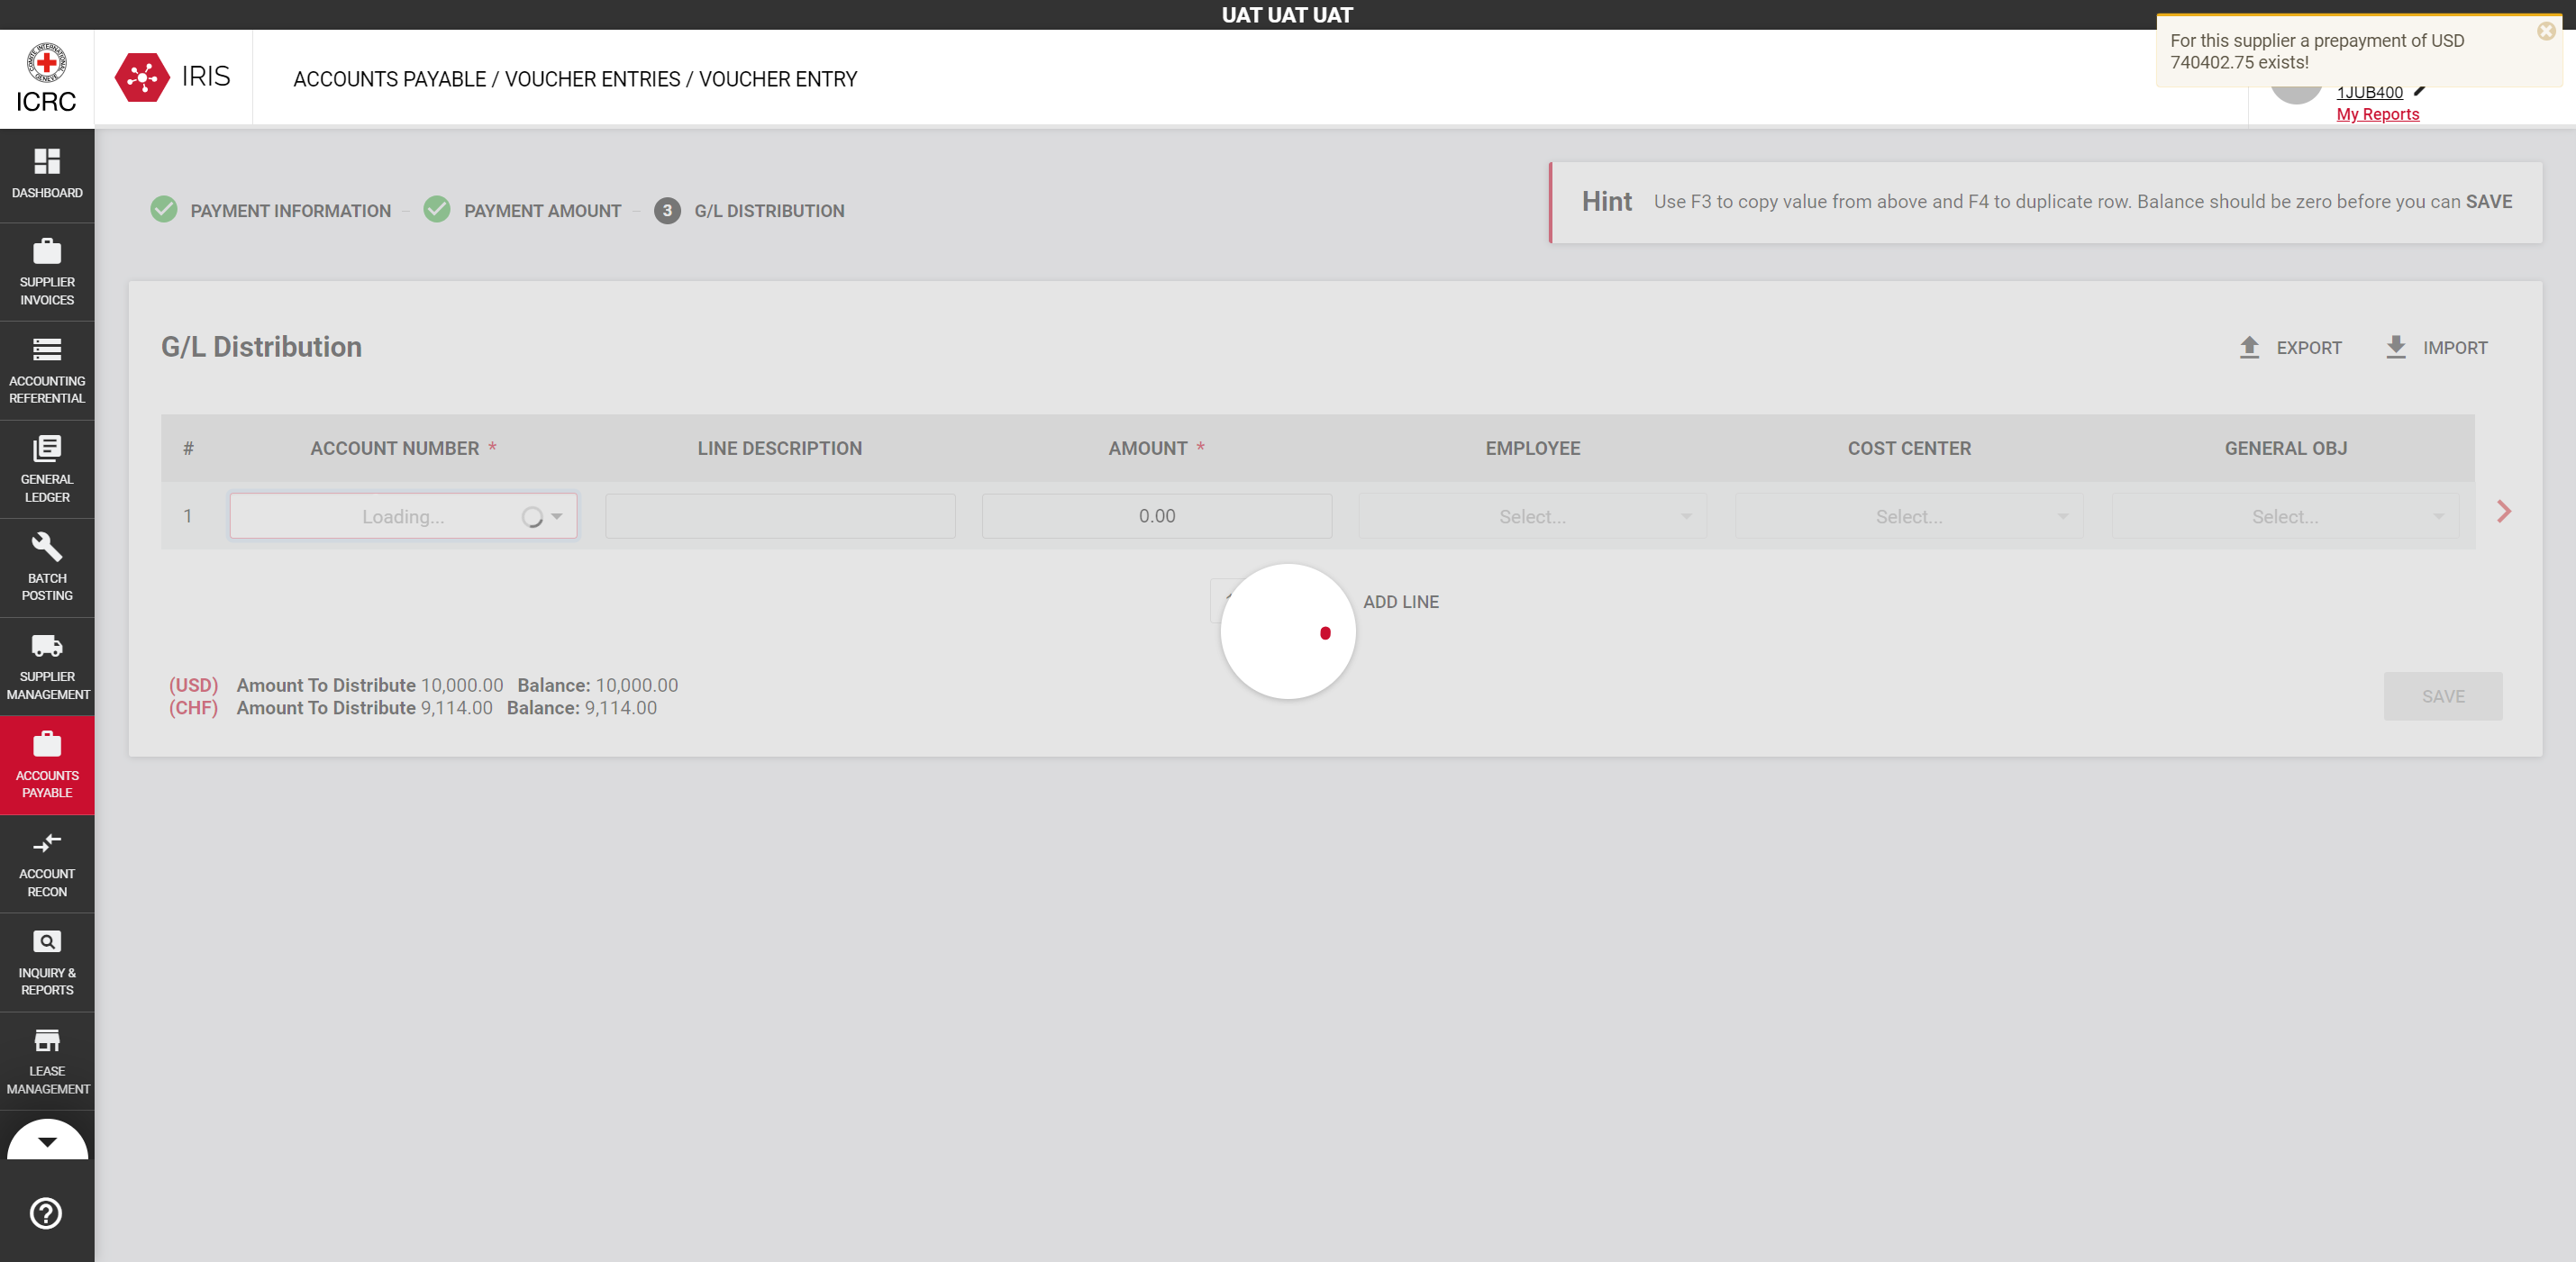 UAT UAT UAT
For this supplier a prepayment of USD
740402.75 exists!
COMITE INTERNATIONAL
GENEVE
ICRC
IRIS
ACCOUNTS PAYABLE / VOUCHER ENTRIES / VOUCHER ENTRY
1JUB400
My Reports
DASHBOARD
SUPPLIER
INVOICES
ACCOUNTING
REFERENTIAL
GENERAL
LEDGER
BATCH
POSTING
SUPPLIER
MANAGEMENT
ACCOUNTS
PAYABLE
ACCOUNT
RECON
INQUIRY &
REPORTS
LEASE
MANAGEMENT
PAYMENT INFORMATION
PAYMENT AMOUNT
3 G/L DISTRIBUTION
Hint Use F3 to copy value from above and F4 to duplicate row. Balance should be zero before you can SAVE
G/L Distribution
EXPORT
IMPORT
# ACCOUNT NUMBER * LINE DESCRIPTION AMOUNT * EMPLOYEE COST CENTER GENERAL OBJ
1 Loading... 0.00 Select... Select... Select...
ADD LINE
(USD) Amount To Distribute 10,000.00 Balance: 10,000.00
(CHF) Amount To Distribute 9,114.00 Balance: 9,114.00
SAVE